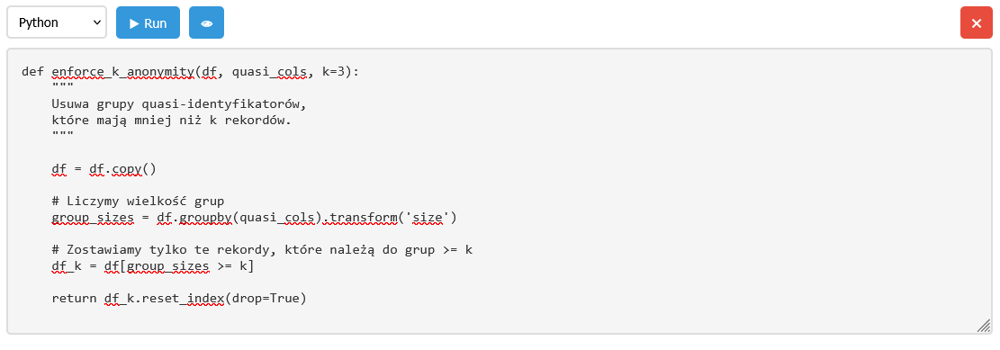 Python
Run
def enforce_k_anonymity(df, quasi_cols, k=3):
    """
    Usuwa grupy quasi-identyfikatorów,
    które mają mniej niż k rekordów.
    """

    df = df.copy()

    # Liczymy wielkość grup
    group_sizes = df.groupby(quasi_cols).transform('size')

    # Zostawiamy tylko te rekordy, które należą do grup >= k
    df_k = df[group_sizes >= k]

    return df_k.reset_index(drop=True)